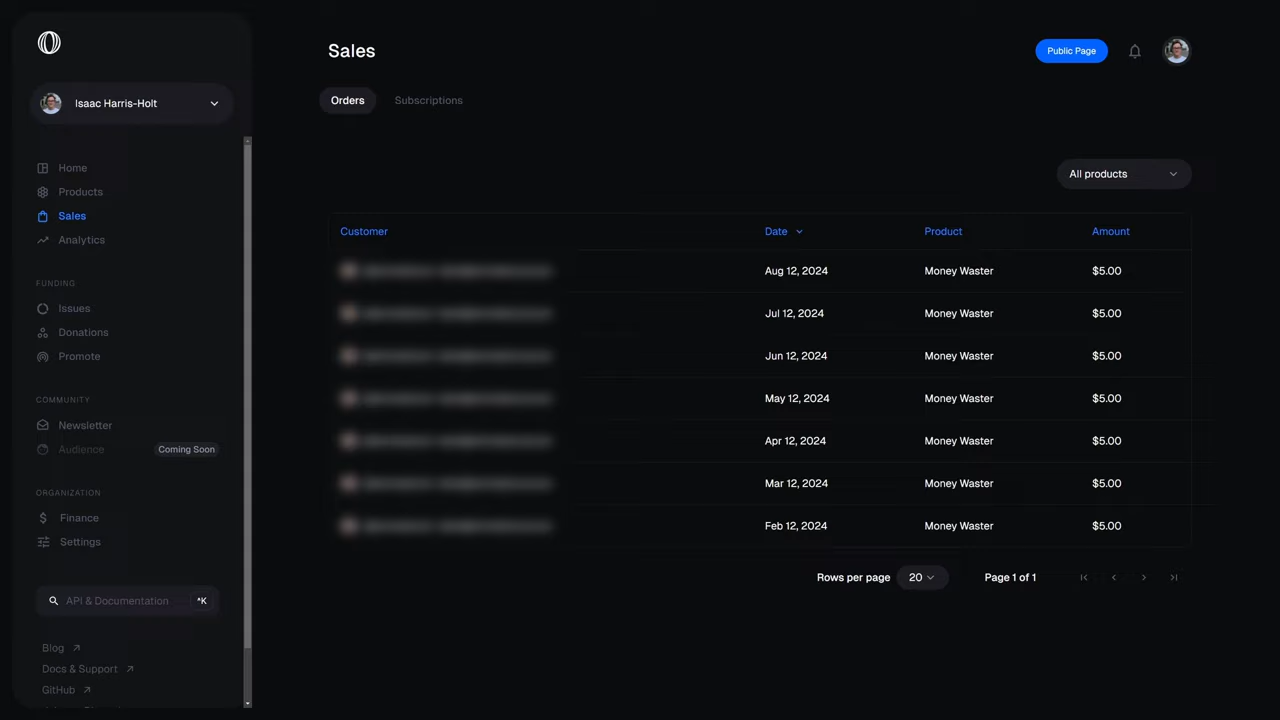 Sales
Public Page
Isaac Harris-Holt
Orders
Subscriptions
Home
Products
Sales
Analytics
FUNDING
Issues
Donations
Promote
COMMUNITY
Newsletter
Audience
Coming Soon
ORGANIZATION
Finance
Settings
API & Documentation
^K
Blog
Docs & Support
GitHub
All products
Customer Date Product Amount
Aug 12, 2024 Money Waster $5.00
Jul 12, 2024 Money Waster $5.00
Jun 12, 2024 Money Waster $5.00
May 12, 2024 Money Waster $5.00
Apr 12, 2024 Money Waster $5.00
Mar 12, 2024 Money Waster $5.00
Feb 12, 2024 Money Waster $5.00
Rows per page 20 Page 1 of 1